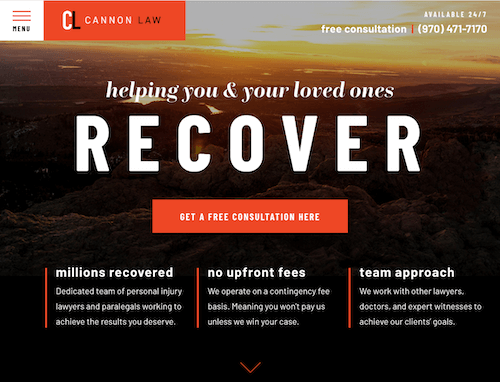 MENU
CL CANNON LAW
AVAILABLE 24/7
free consultation | (970) 471-7170
helping you & your loved ones
RECOVER
GET A FREE CONSULTATION HERE
millions recovered
Dedicated team of personal injury
lawyers and paralegals working to
achieve the results you deserve.
no upfront fees
We operate on a contingency fee
basis. Meaning you won't pay us
unless we win your case.
team approach
We work with other lawyers,
doctors, and expert witnesses to
achieve our clients' goals.